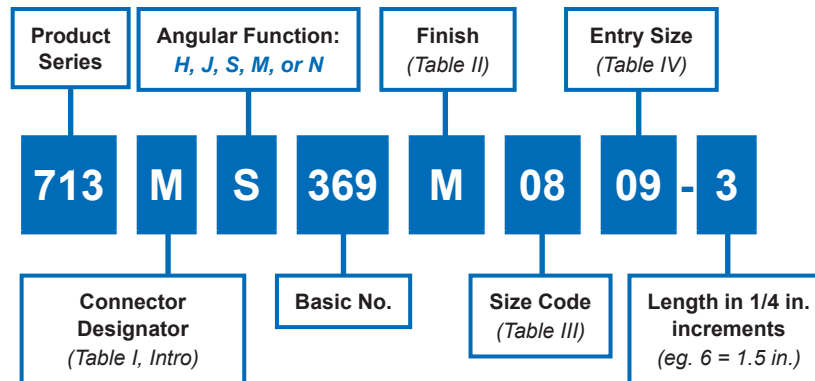 Product
Series
Angular Function:
H, J, S, M, or N
Finish
(Table II)
Entry Size
(Table IV)
713 M S 369 M 08 09 - 3
Connector
Designator
(Table I, Intro)
Basic No.
Size Code
(Table III)
Length in 1/4 in.
increments
(eg. 6 = 1.5 in.)